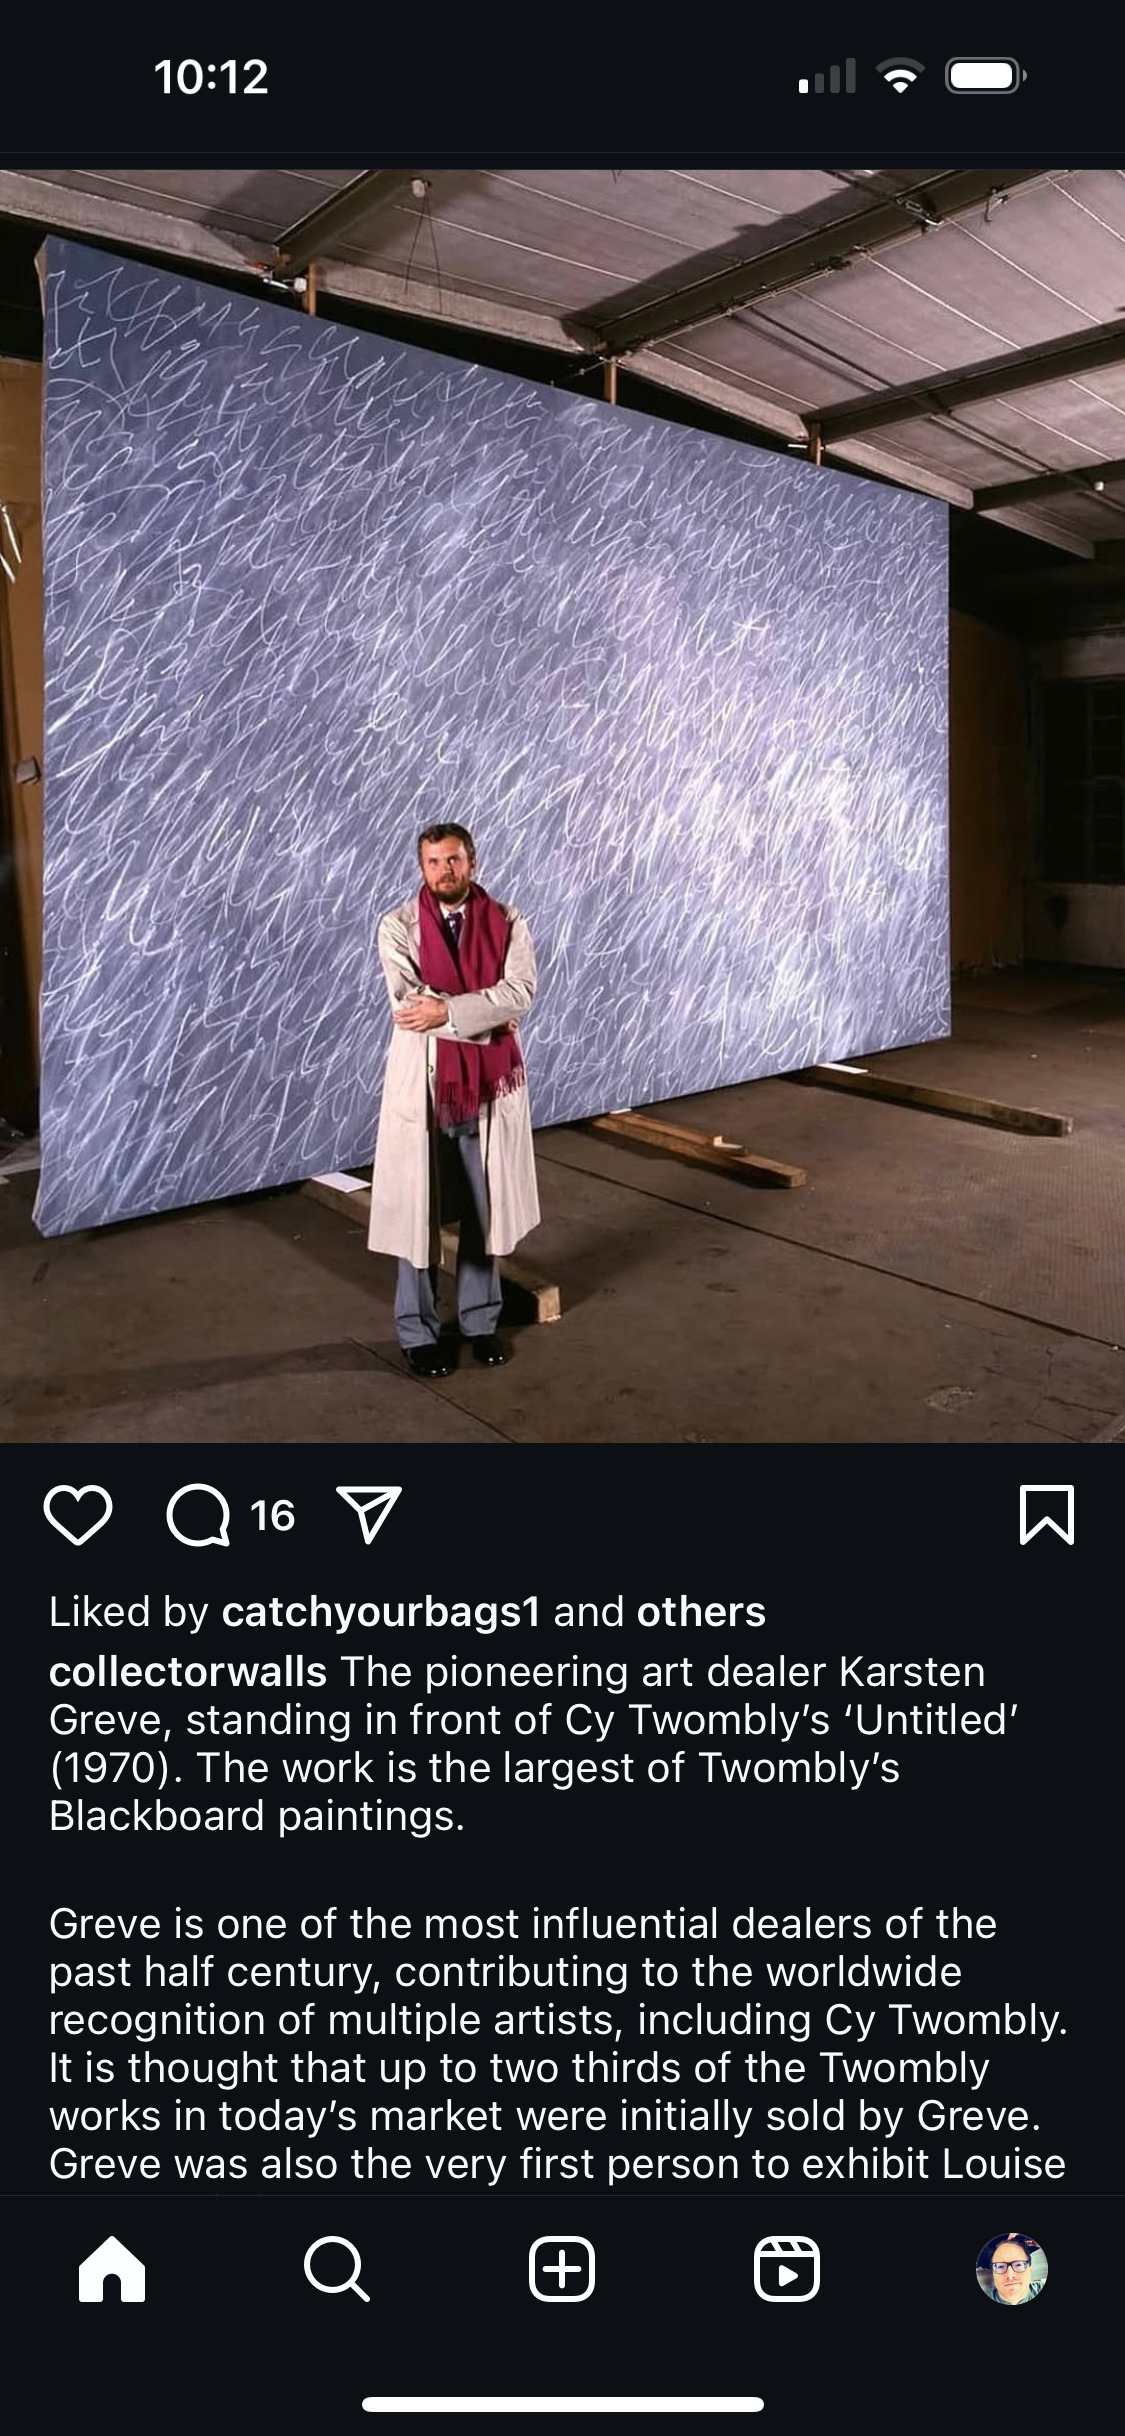 10:12
16
Liked by catchyourbags1 and others
collectorwalls The pioneering art dealer Karsten
Greve, standing in front of Cy Twombly’s ‘Untitled’
(1970). The work is the largest of Twombly’s
Blackboard paintings.
Greve is one of the most influential dealers of the
past half century, contributing to the worldwide
recognition of multiple artists, including Cy Twombly.
It is thought that up to two thirds of the Twombly
works in today’s market were initially sold by Greve.
Greve was also the very first person to exhibit Louise